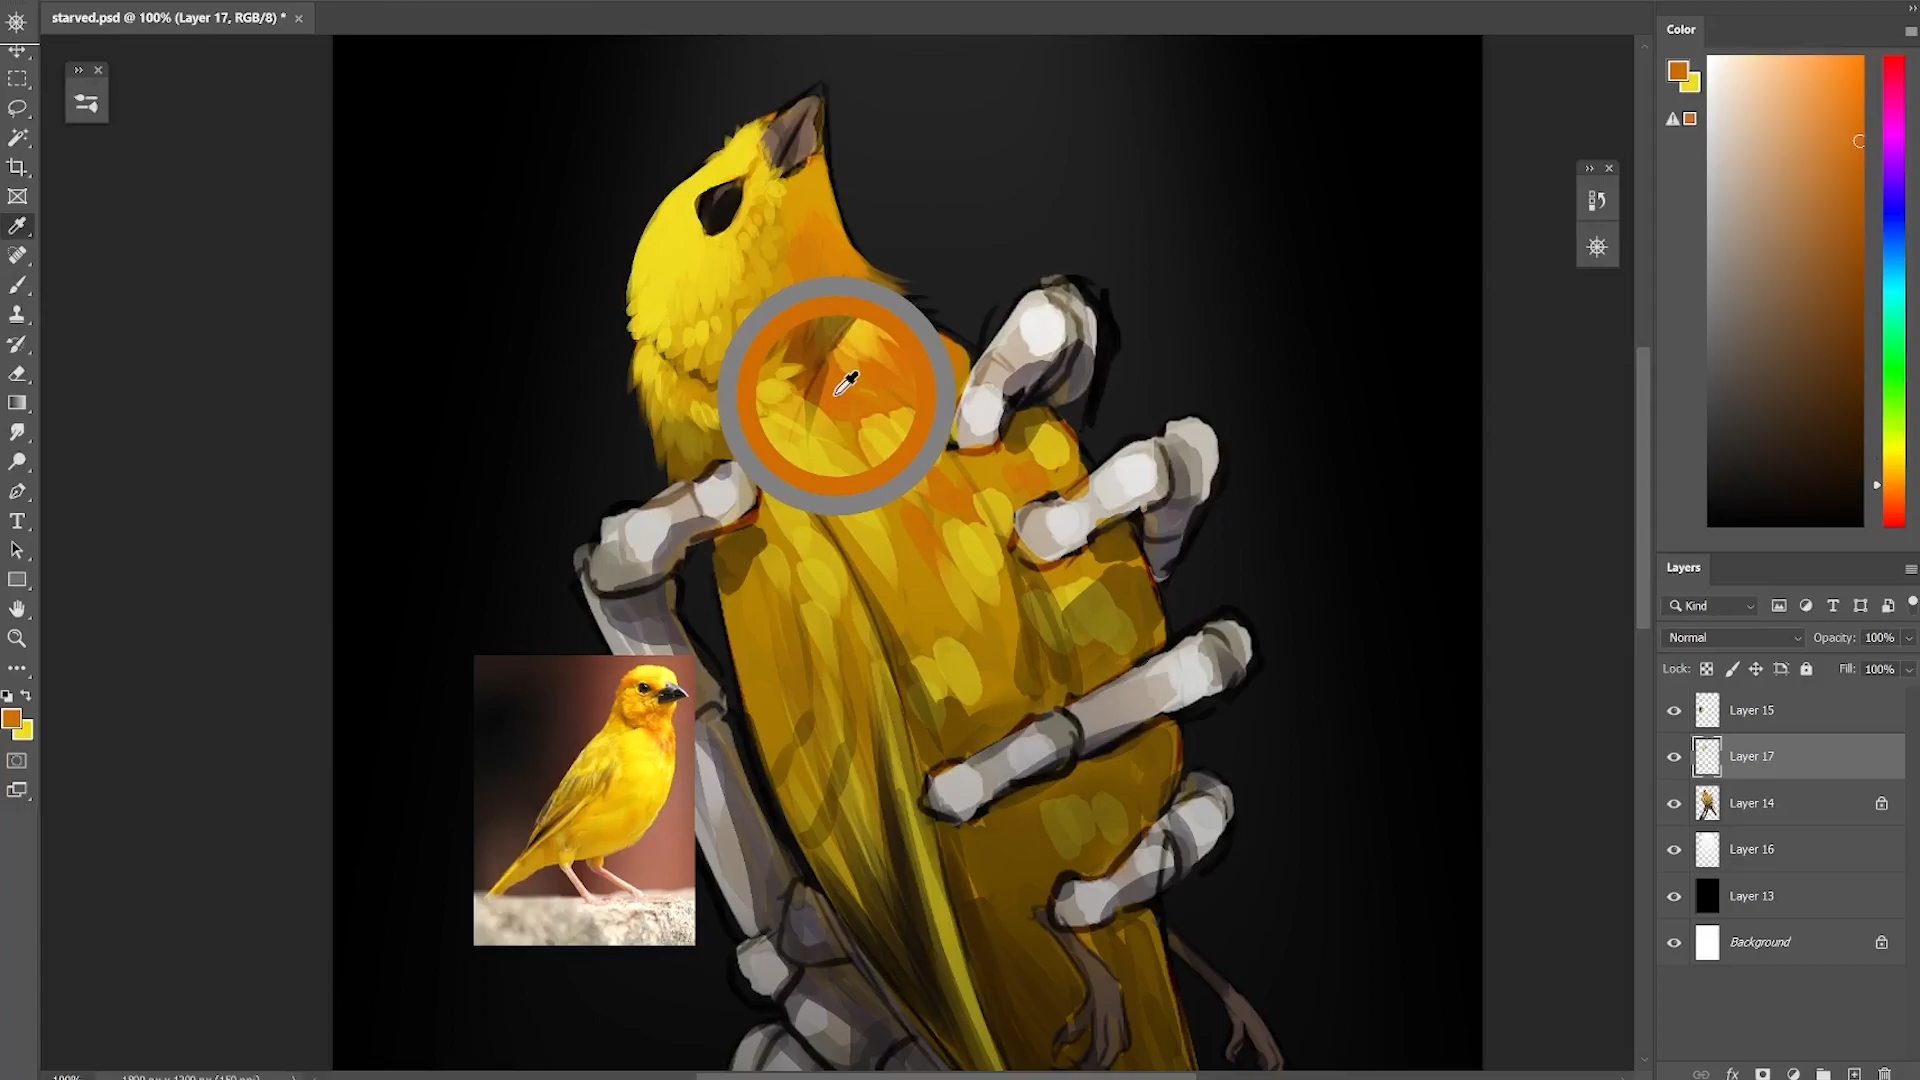 starved.psd @ 100% (Layer 17, RGB/8) *
Color
Layers
Kind
Normal
Opacity: 100%
Lock:
Fill: 100%
Layer 15
Layer 17
Layer 14
Layer 16
Layer 13
Background
fx